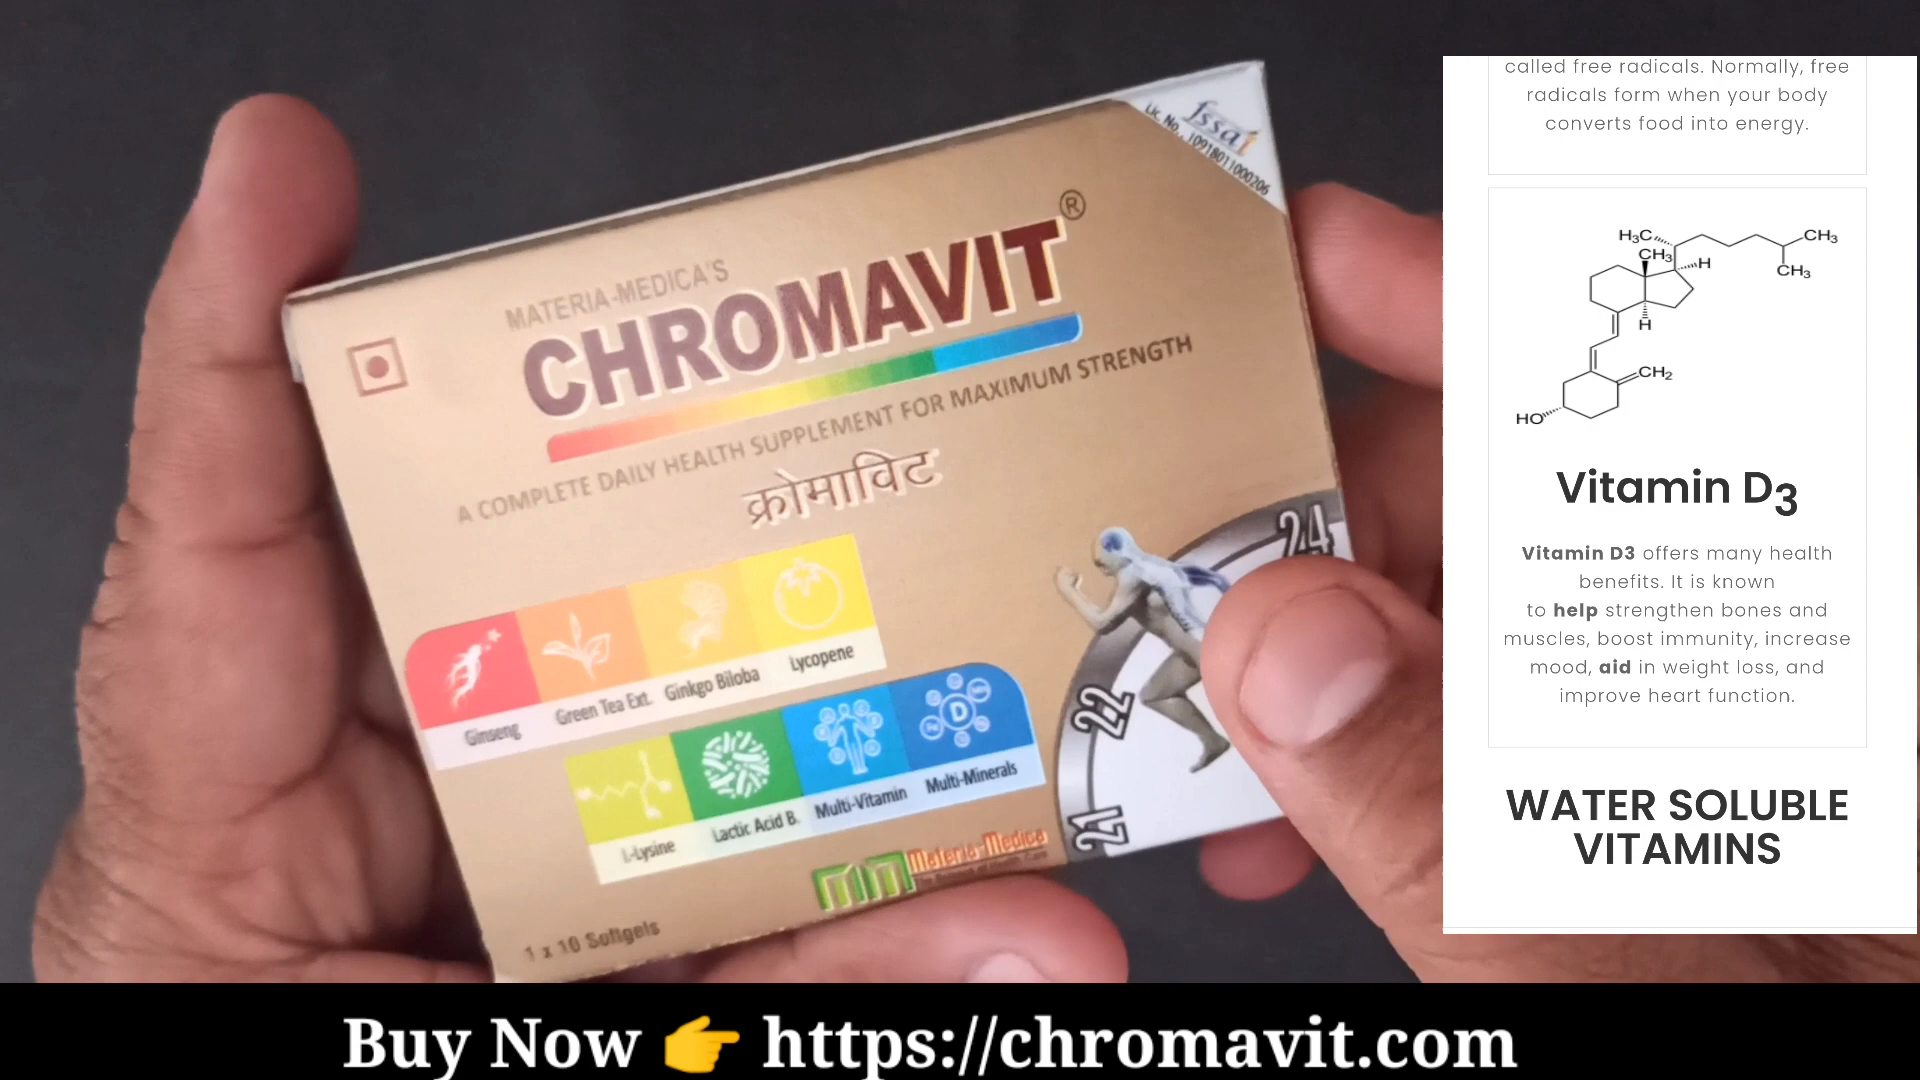 fssai
Lic. No. 10918011000206
MATERIA-MEDICA'S
CHROMAVIT®
A COMPLETE DAILY HEALTH SUPPLEMENT FOR MAXIMUM STRENGTH
क्रोमाविट
24
22
21
Ginseng
Green Tea Ext.
Ginkgo Biloba
Lycopene
L-Lysine
Lactic Acid B.
Multi-Vitamin
D
Multi-Minerals
mm Materia-Medica
1 x 10 Softgels
called free radicals. Normally, free
radicals form when your body
converts food into energy.
H₃C
CH₃
CH₃
H
CH₃
H
CH₂
HO
Vitamin D₃
Vitamin D3 offers many health
benefits. It is known
to help strengthen bones and
muscles, boost immunity, increase
mood, aid in weight loss, and
improve heart function.
WATER SOLUBLE
VITAMINS
Buy Now 👉 https://chromavit.com